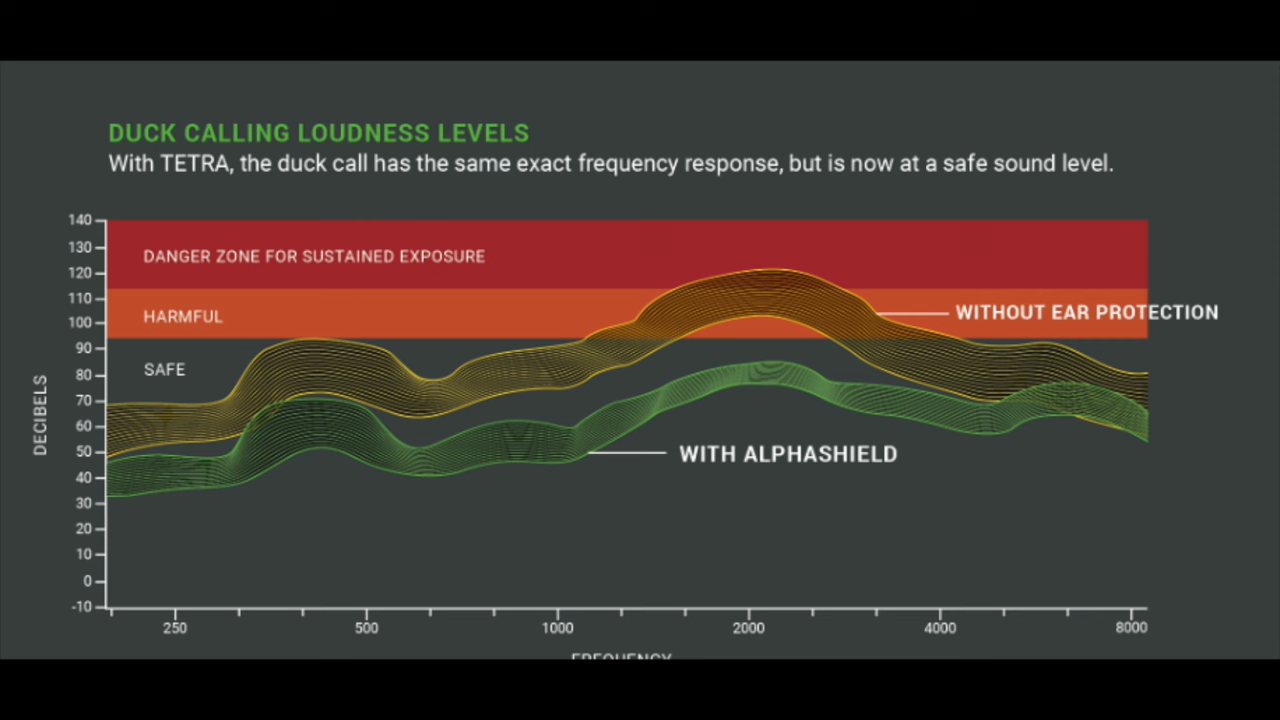 DUCK CALLING LOUDNESS LEVELS
With TETRA, the duck call has the same exact frequency response, but is now at a safe sound level.
140
DANGER ZONE FOR SUSTAINED EXPOSURE
130
120
110
HARMFUL
WITHOUT EAR PROTECTION
100
90
SAFE
80
70
60
50
WITH ALPHASHIELD
40
30
20
10
0
-10
DECIBELS
250 500 1000 2000 4000 8000
FREQUENCY